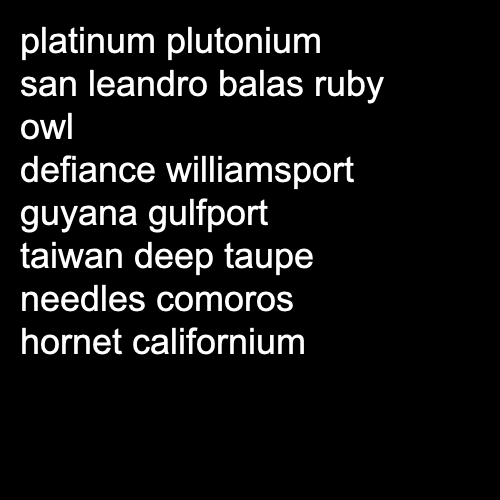 platinum plutonium
san leandro balas ruby
owl
defiance williamsport
guyana gulfport
taiwan deep taupe
needles comoros
hornet californium